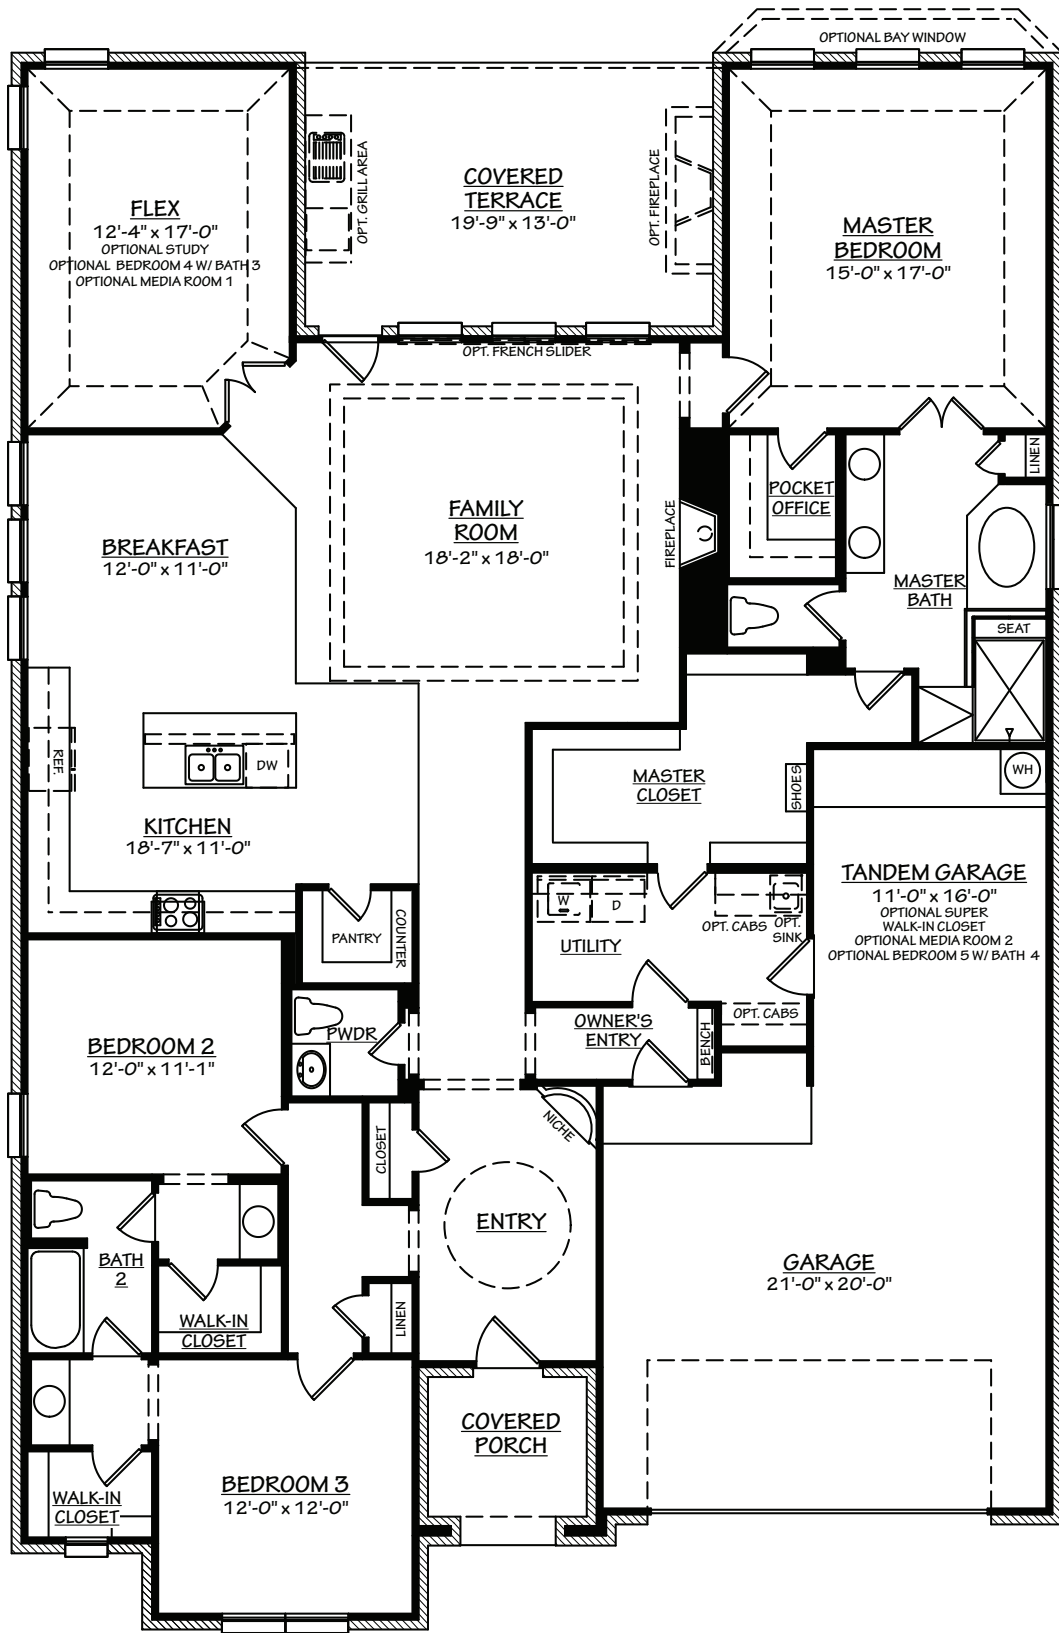 OPTIONAL BAY WINDOW
FLEX
12'-4" x 17'-0"
OPTIONAL STUDY
OPTIONAL BEDROOM 4 W/ BATH 3
OPTIONAL MEDIA ROOM 1
OPT. GRILL AREA
COVERED
TERRACE
19'-9" x 13'-0"
OPT. FIREPLACE
MASTER
BEDROOM
15'-0" x 17'-0"
OPT. FRENCH SLIDER
LINEN
POCKET
OFFICE
FAMILY
ROOM
18'-2" x 18'-0"
FIREPLACE
BREAKFAST
12'-0" x 11'-0"
MASTER
BATH
SEAT
REF.
DW
KITCHEN
18'-7" x 11'-0"
MASTER
CLOSET
SHOES
WH
TANDEM GARAGE
11'-0" x 16'-0"
OPTIONAL SUPER
WALK-IN CLOSET
OPTIONAL MEDIA ROOM 2
OPTIONAL BEDROOM 5 W/ BATH 4
W
D
OPT. CABS
OPT.
SINK
UTILITY
PANTRY
COUNTER
OPT. CABS
OWNER'S
ENTRY
BENCH
PWDR
BEDROOM 2
12'-0" x 11'-1"
NICHE
CLOSET
ENTRY
BATH
2
WALK-IN
CLOSET
LINEN
GARAGE
21'-0" x 20'-0"
COVERED
PORCH
BEDROOM 3
12'-0" x 12'-0"
WALK-IN
CLOSET